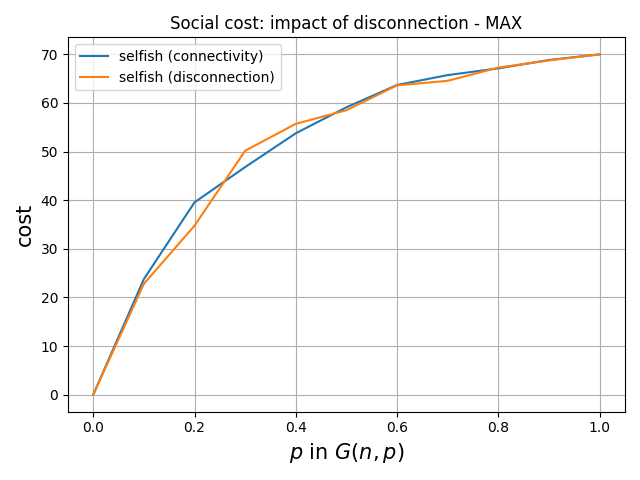 Social cost: impact of disconnection - MAX
selfish (connectivity)
selfish (disconnection)
70
60
50
40
30
20
10
0
cost
0.0 0.2 0.4 0.6 0.8 1.0
p in G(n, p)